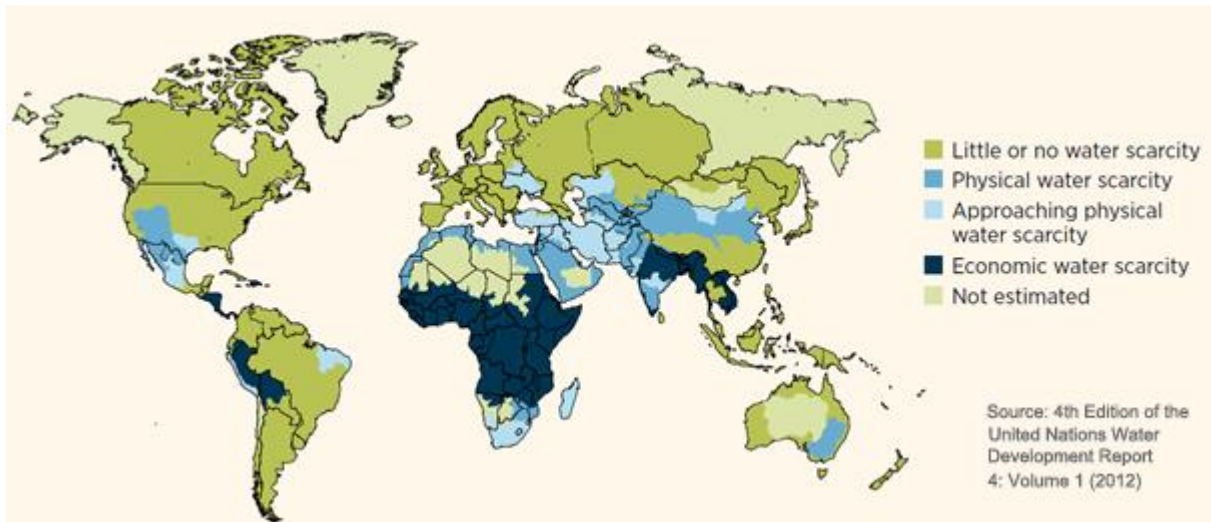 Little or no water scarcity
Physical water scarcity
Approaching physical
water scarcity
Economic water scarcity
Not estimated
Source: 4th Edition of the
United Nations Water
Development Report
4: Volume 1 (2012)